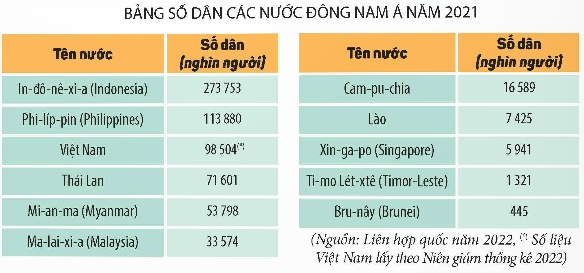 BẢNG SỐ DÂN CÁC NƯỚC ĐÔNG NAM Á NĂM 2021
Tên nước Số dân (nghìn người)
In-đô-nê-xi-a (Indonesia) 273 753
Phi-líp-pin (Philippines) 113 880
Việt Nam 98 504(*)
Thái Lan 71 601
Mi-an-ma (Myanmar) 53 798
Ma-lai-xi-a (Malaysia) 33 574
Tên nước Số dân (nghìn người)
Cam-pu-chia 16 589
Lào 7 425
Xin-ga-po (Singapore) 5 941
Ti-mo Lét-xtê (Timor-Leste) 1 321
Bru-nây (Brunei) 445
(Nguồn: Liên hợp quốc năm 2022, (*) Số liệu
Việt Nam lấy theo Niên giám thống kê 2022)